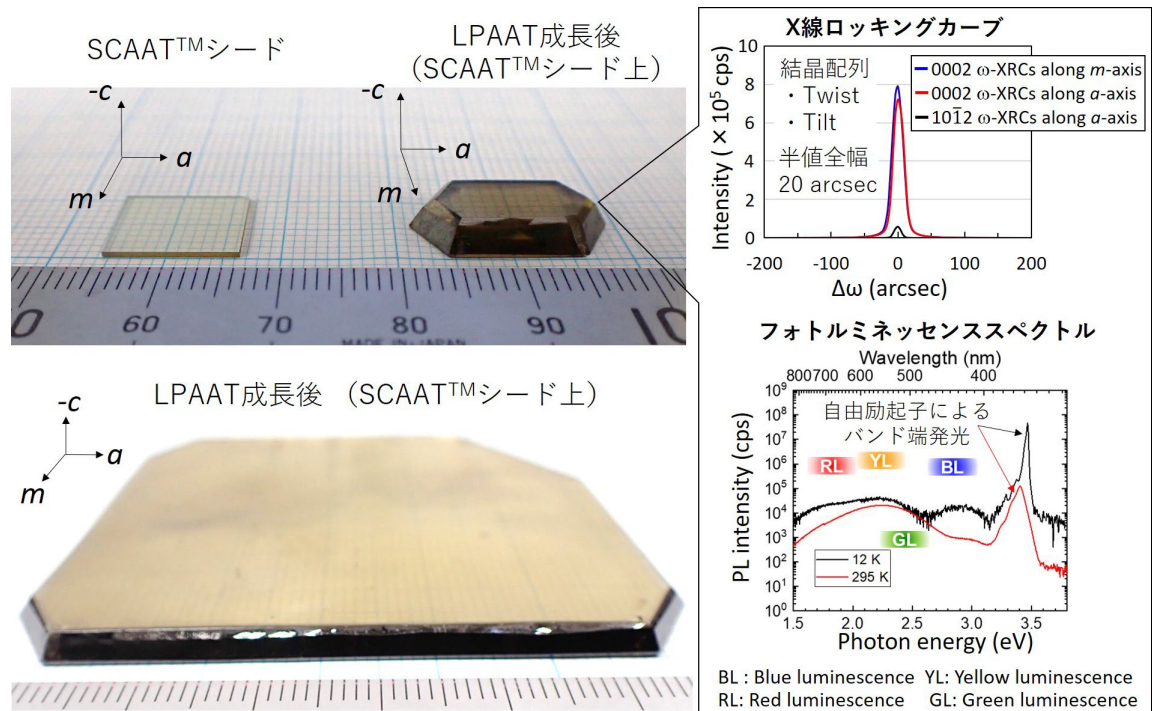 SCAAT™シード
LPAAT成長後
（SCAAT™シード上）
-c
a
m
-c
a
m
60
70
80
90
MADE IN JAPAN
LPAAT成長後 （SCAAT™シード上）
-c
a
m
X線ロッキングカーブ
Intensity (×10⁵ cps)
10
8
6
4
2
0
結晶配列
・Twist
・Tilt
半値全幅
20 arcsec
0002 ω-XRCs along m-axis
0002 ω-XRCs along a-axis
101̅2 ω-XRCs along a-axis
-200 -100 0 100 200
Δω (arcsec)
フォトルミネッセンススペクトル
Wavelength (nm)
800 700 600 500 400
PL intensity (cps)
10⁹
10⁸
10⁷
10⁶
10⁵
10⁴
10³
10²
10¹
10⁰
自由励起子による
バンド端発光
RL YL BL
GL
12 K
295 K
1.5 2.0 2.5 3.0 3.5
Photon energy (eV)
BL : Blue luminescence YL: Yellow luminescence
RL: Red luminescence GL: Green luminescence